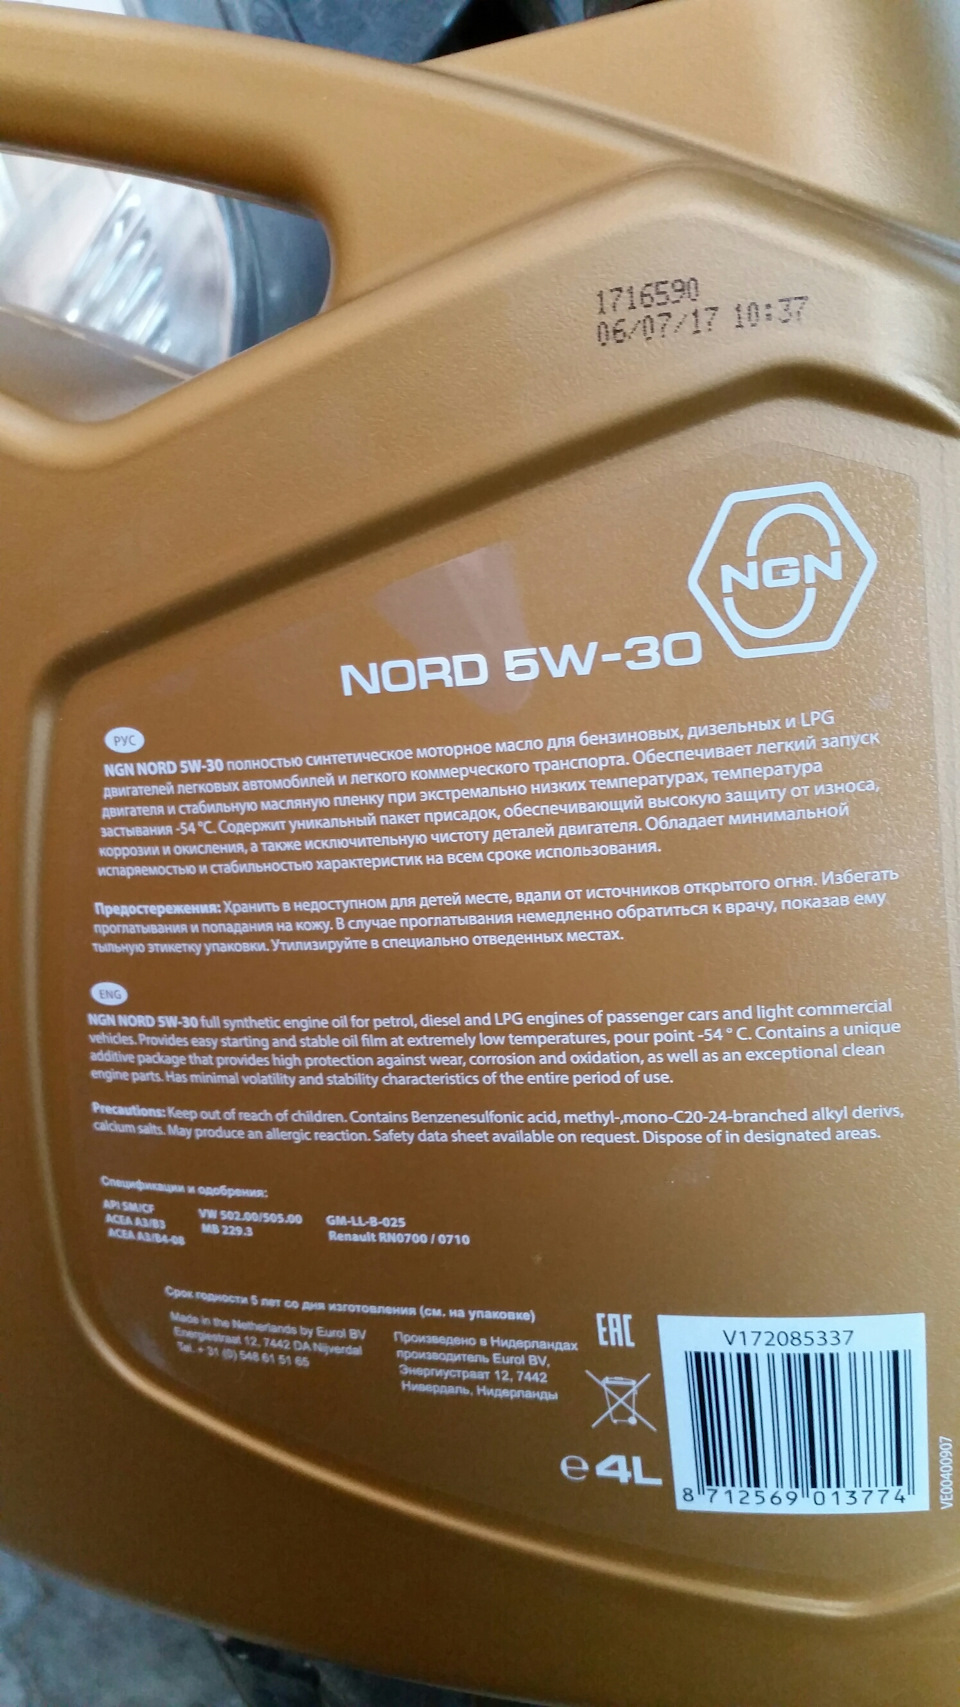 1716590
06/07/17 10:37
NGN
NORD 5W-30
РУС
NGN NORD 5W-30 полностью синтетическое моторное масло для бензиновых, дизельных и LPG
двигателей легковых автомобилей и легкого коммерческого транспорта. Обеспечивает легкий запуск
двигателя и стабильную масляную пленку при экстремально низких температурах, температура
застывания -54 °C. Содержит уникальный пакет присадок, обеспечивающий высокую защиту от износа,
коррозии и окисления, а также исключительную чистоту деталей двигателя. Обладает минимальной
испаряемостью и стабильностью характеристик на всем сроке использования.
Предостережения: Хранить в недоступном для детей месте, вдали от источников открытого огня. Избегать
проглатывания и попадания на кожу. В случае проглатывания немедленно обратиться к врачу, показав ему
тыльную этикетку упаковки. Утилизируйте в специально отведенных местах.
ENG
NGN NORD 5W-30 full synthetic engine oil for petrol, diesel and LPG engines of passenger cars and light commercial
vehicles. Provides easy starting and stable oil film at extremely low temperatures, pour point -54 ° C. Contains a unique
additive package that provides high protection against wear, corrosion and oxidation, as well as an exceptional clean
engine parts. Has minimal volatility and stability characteristics of the entire period of use.
Precautions: Keep out of reach of children. Contains Benzenesulfonic acid, methyl-,mono-C20-24-branched alkyl derivs,
calcium salts. May produce an allergic reaction. Safety data sheet available on request. Dispose of in designated areas.
Спецификации и одобрения:
API SM/CF
ACEA A3/B3
ACEA A3/B4-08
VW 502.00/505.00
MB 229.3
GM-LL-B-025
Renault RN0700 / 0710
Срок годности 5 лет со дня изготовления (см. на упаковке)
Made in the Netherlands by Eurol BV
Energiestraat 12, 7442 DA Nijverdal
Tel. + 31 (0) 548 61 51 65
Произведено в Нидерландах
производитель Eurol BV,
Энергиустраат 12, 7442
Нивердаль, Нидерланды
EAC
℮ 4L
V172085337
8 712569 013774
VE00400907